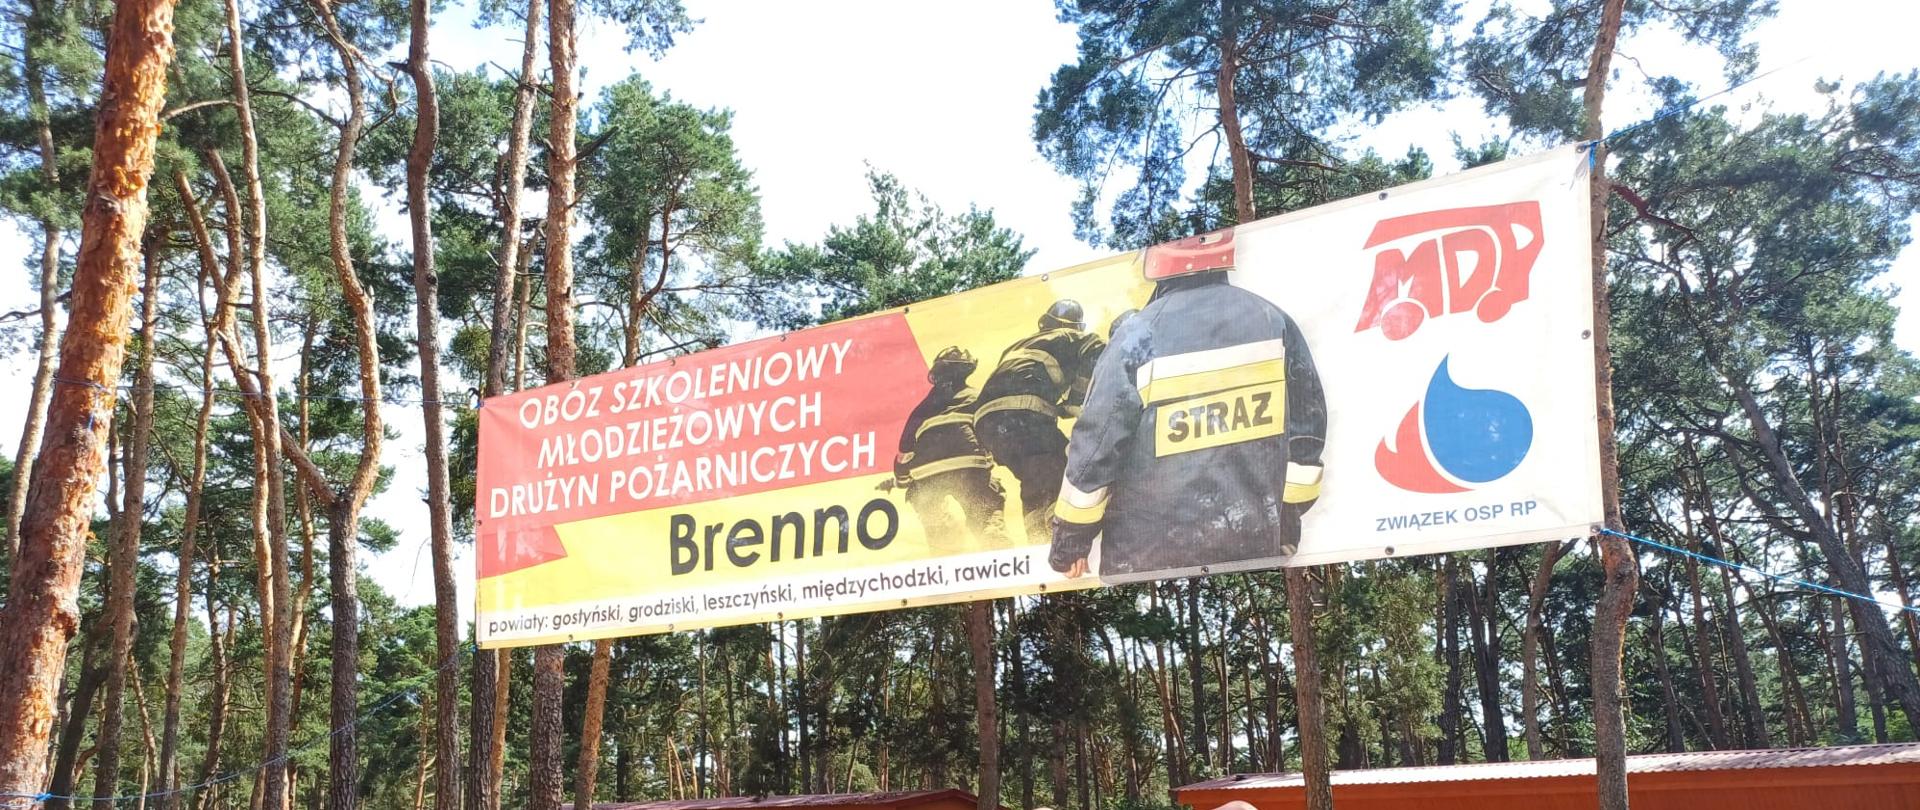 OBÓZ SZKOLENIOWY
MŁODZIEŻOWYCH
DRUŻYN POŻARNICZYCH
Brenno
powiaty: gostyński, grodziski, leszczyński, międzychodzki, rawicki
STRAŻ
MDP
ZWIĄZEK OSP RP